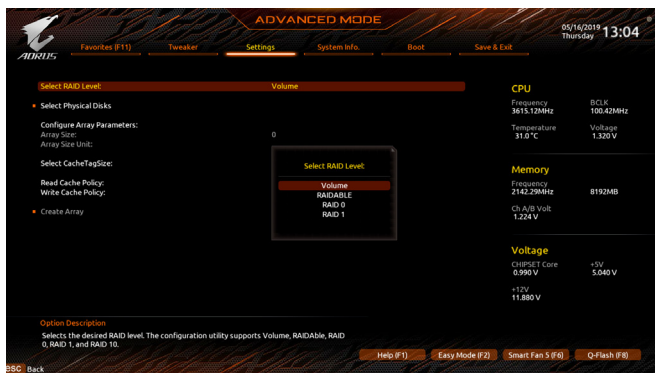 ADVANCED MODE
05/16/2019 Thursday 13:04
AORUS
Favorites (F11) Tweaker Settings System Info. Boot Save & Exit
Select RAID Level: Volume
Select Physical Disks
Configure Array Parameters:
Array Size: 0
Array Size Unit:
Select CacheTagSize:
Read Cache Policy:
Write Cache Policy:
Create Array
Select RAID Level:
Volume
RAIDABLE
RAID 0
RAID 1
CPU
Frequency BCLK
3615.12MHz 100.42MHz
Temperature Voltage
31.0 °C 1.320 V
Memory
Frequency
2142.29MHz 8192MB
Ch A/B Volt
1.224 V
Voltage
CHIPSET Core +5V
0.990 V 5.040 V
+12V
11.880 V
Option Description
Selects the desired RAID level. The configuration utility supports Volume, RAIDAble, RAID
0, RAID 1, and RAID 10.
Help (F1) Easy Mode (F2) Smart Fan 5 (F6) Q-Flash (F8)
ESC Back